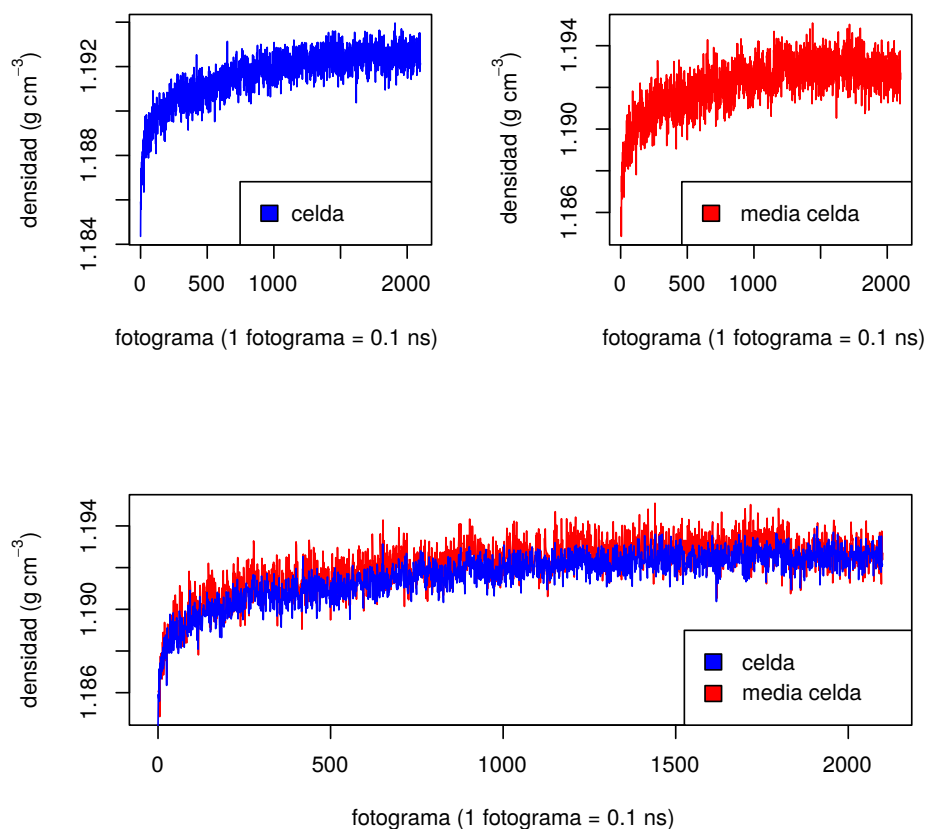 densidad (g cm⁻³)
1.184
1.188
1.192
celda
0
500
1000
2000
fotograma (1 fotograma = 0.1 ns)
densidad (g cm⁻³)
1.186
1.190
1.194
media celda
0
500
1000
2000
fotograma (1 fotograma = 0.1 ns)
densidad (g cm⁻³)
1.186
1.190
1.194
celda
media celda
0
500
1000
1500
2000
fotograma (1 fotograma = 0.1 ns)